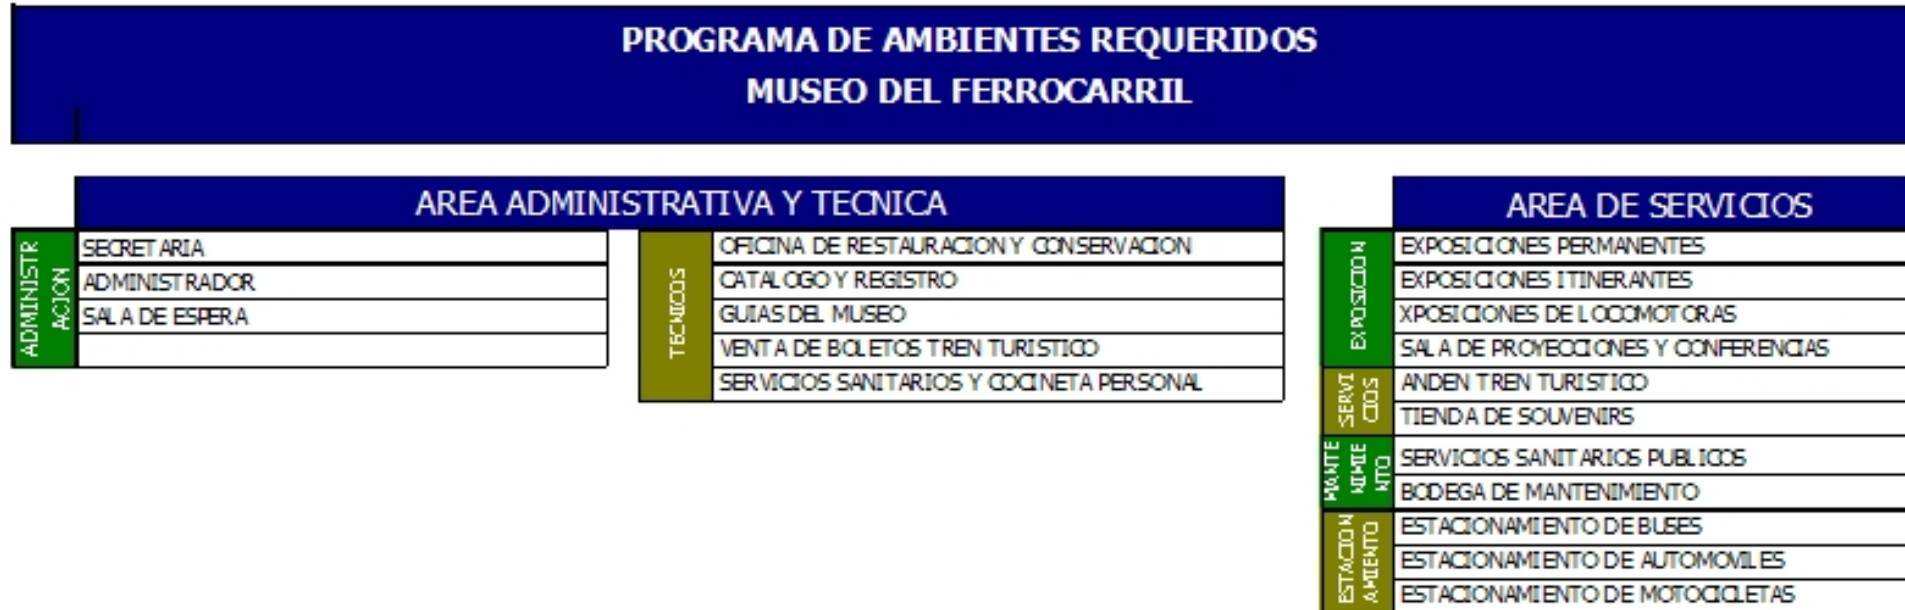 PROGRAMA DE AMBIENTES REQUERIDOS
MUSEO DEL FERROCARRIL
AREA ADMINISTRATIVA Y TECNICA
ADMINISTR
ACION
SECRETARIA
ADMINISTRADOR
SALA DE ESPERA
TECNICOS
OFICINA DE RESTAURACION Y CONSERVACION
CATALOGO Y REGISTRO
GUIAS DEL MUSEO
VENTA DE BOLETOS TREN TURISTICO
SERVICIOS SANITARIOS Y COCINETA PERSONAL
AREA DE SERVICIOS
EXPOSICION
EXPOSICIONES PERMANENTES
EXPOSICIONES ITINERANTES
XPOSICIONES DE LOCOMOTORAS
SALA DE PROYECCIONES Y CONFERENCIAS
SERVI
CIOS
ANDEN TREN TURISTICO
TIENDA DE SOUVENIRS
MANTE
NIMIE
NTO
SERVICIOS SANITARIOS PUBLICOS
BODEGA DE MANTENIMIENTO
ESTACION
AMIENTO
ESTACIONAMIENTO DE BUSES
ESTACIONAMIENTO DE AUTOMOVILES
ESTACIONAMIENTO DE MOTOCICLETAS